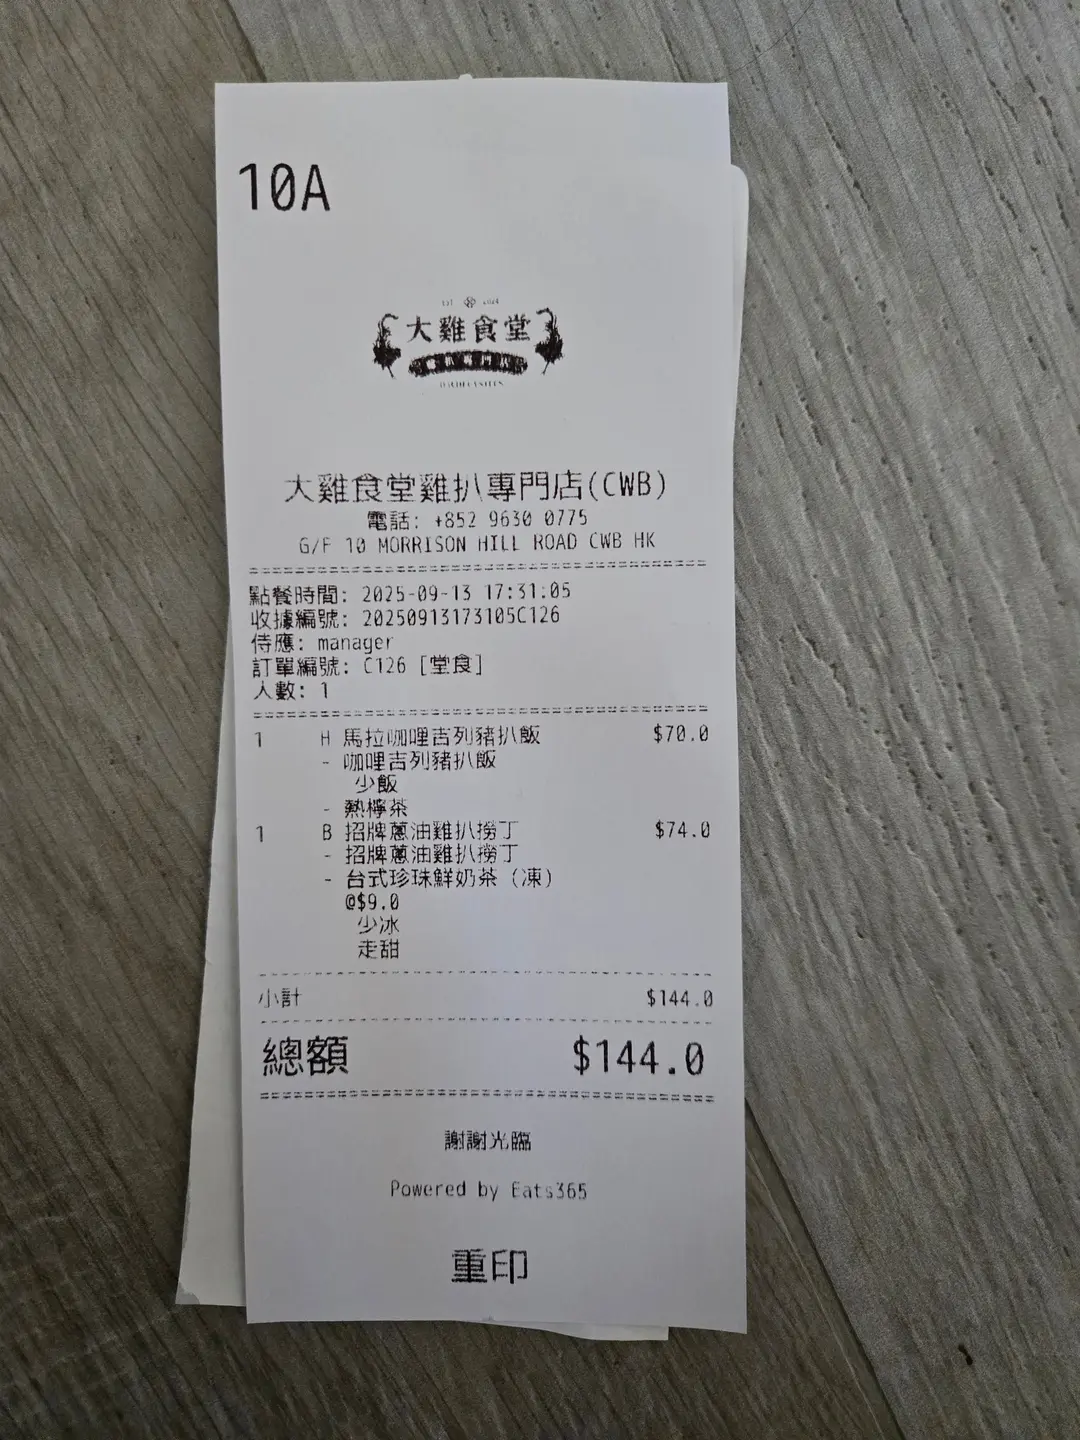 10A
大雞食堂
大雞食堂雞扒專門店(CWB)
電話: +852 9630 0775
G/F 10 MORRISON HILL ROAD CWB HK
點餐時間: 2025-09-13 17:31:05
收據編號: 20250913173105C126
侍應: manager
訂單編號: C126 [堂食]
人數: 1
1 H 馬拉咖哩吉列豬扒飯 $70.0
- 咖哩吉列豬扒飯
少飯
- 熱檸茶
1 B 招牌蔥油雞扒撈丁 $74.0
- 招牌蔥油雞扒撈丁
- 台式珍珠鮮奶茶 (凍)
@$9.0
少冰
走甜
小計 $144.0
總額 $144.0
謝謝光臨
Powered by Eats365
重印